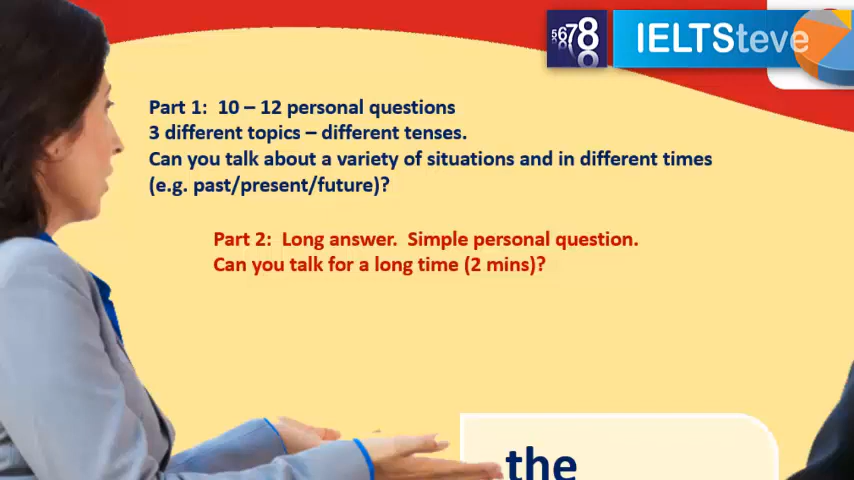 5678
8
IELTSteve
Part 1: 10 – 12 personal questions
3 different topics – different tenses.
Can you talk about a variety of situations and in different times
(e.g. past/present/future)?
Part 2: Long answer. Simple personal question.
Can you talk for a long time (2 mins)?
the